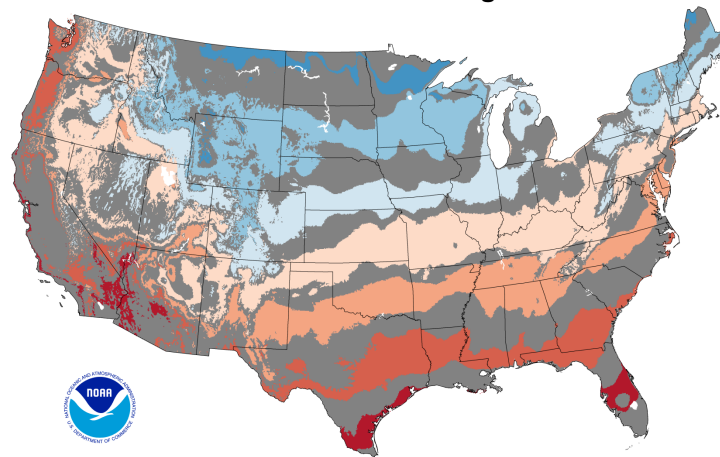 NATIONAL OCEANIC AND ATMOSPHERIC ADMINISTRATION
NOAA
U.S. DEPARTMENT OF COMMERCE